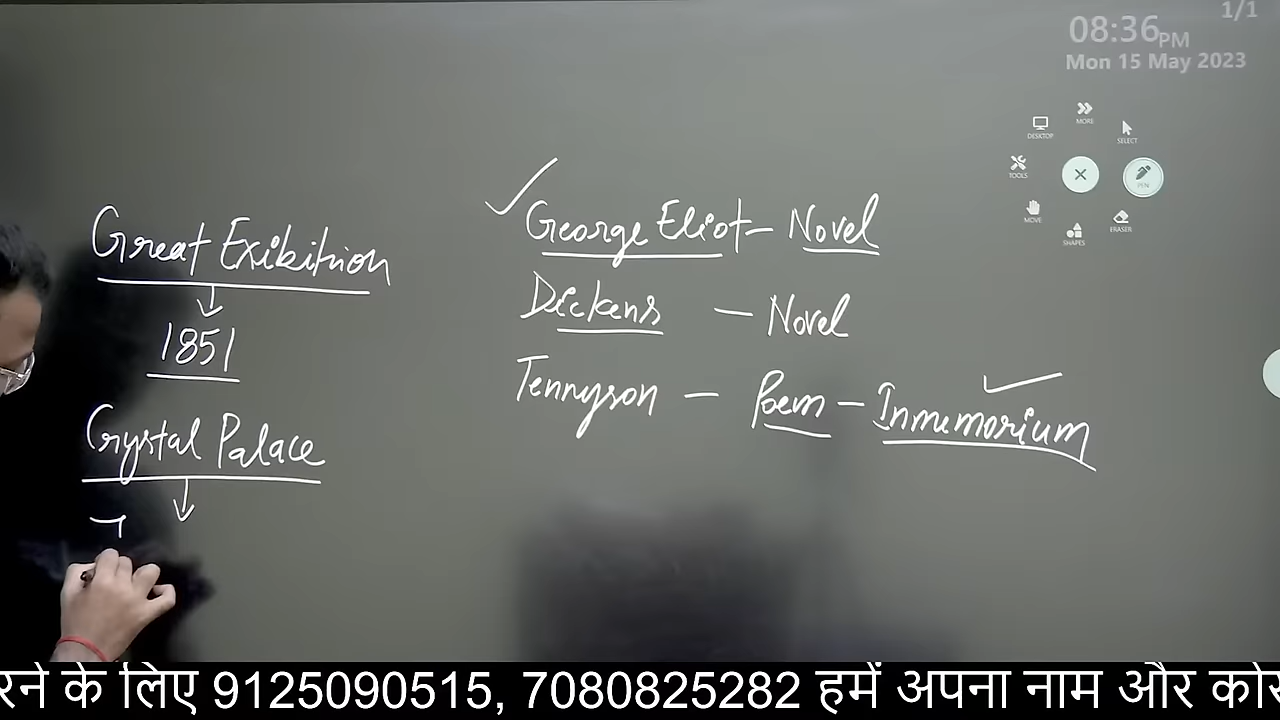 1/1
08:36PM
Mon 15 May 2023
MORE
DESKTOP
SELECT
TOOLS
PEN
MOVE
ERASER
SHAPES
Great Exibition
1851
Crystal Palace
George Eliot - Novel
Dickens - Novel
Tennyson - Poem - Inmemorium
रने के लिए 9125090515, 7080825282 हमें अपना नाम और कोर